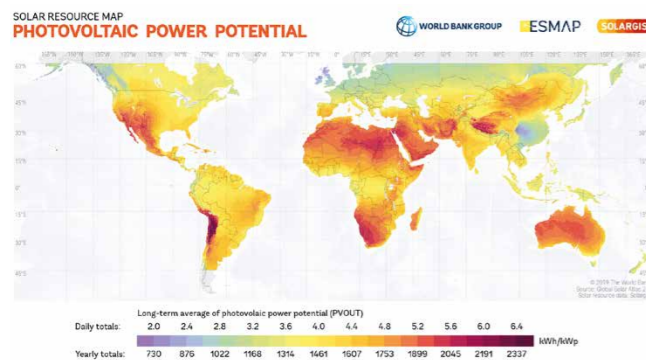 SOLAR RESOURCE MAP
PHOTOVOLTAIC POWER POTENTIAL
WORLD BANK GROUP
ESMAP
SOLARGIS
Long-term average of photovolaic power potential (PVOUT)
Daily totals: 2.0 2.4 2.8 3.2 3.6 4.0 4.4 4.8 5.2 5.6 6.0 6.4
kWh/kWp
Yearly totals: 730 876 1022 1168 1314 1461 1607 1753 1899 2045 2191 2337